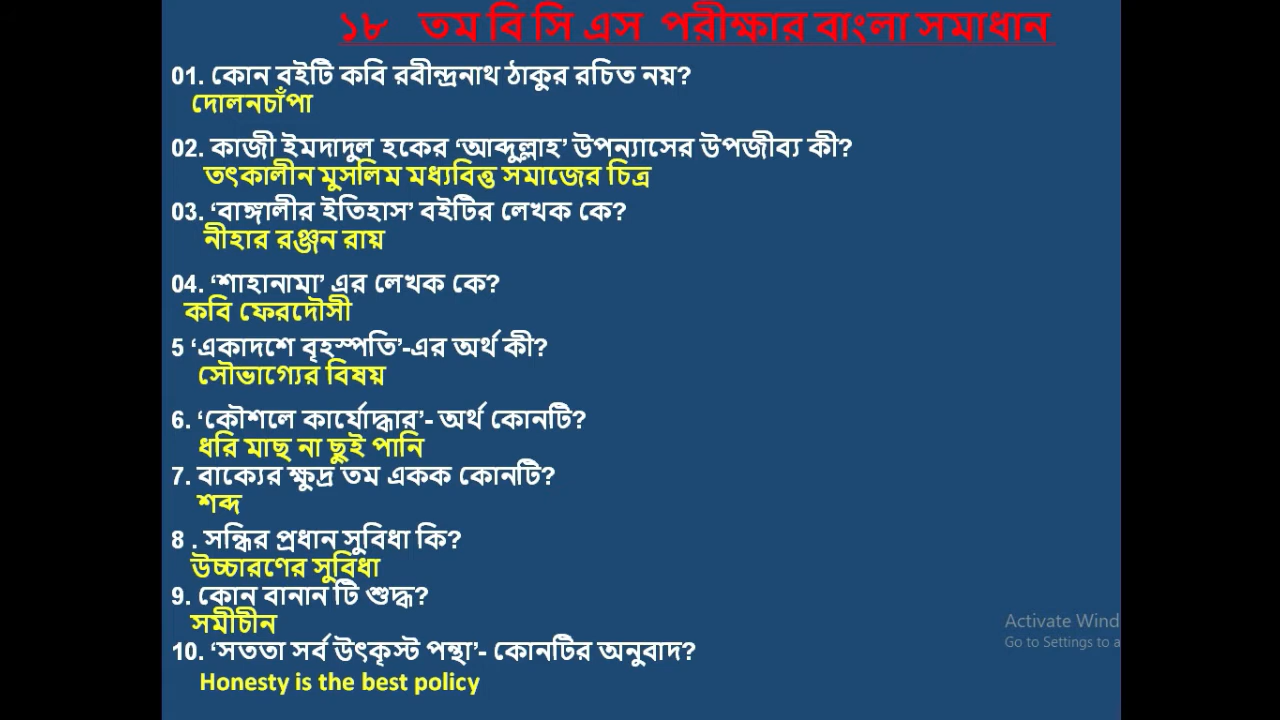 ১৮ তম বি সি এস পরীক্ষার বাংলা সমাধান
01. কোন বইটি কবি রবীন্দ্রনাথ ঠাকুর রচিত নয়?
দোলনচাঁপা
02. কাজী ইমদাদুল হকের ‘আব্দুল্লাহ’ উপন্যাসের উপজীব্য কী?
তৎকালীন মুসলিম মধ্যবিত্ত সমাজের চিত্র
03. ‘বাঙ্গালীর ইতিহাস’ বইটির লেখক কে?
নীহার রঞ্জন রায়
04. ‘শাহানামা’ এর লেখক কে?
কবি ফেরদৌসী
5 ‘একাদশে বৃহস্পতি’-এর অর্থ কী?
সৌভাগ্যের বিষয়
6. ‘কৌশলে কার্যোদ্ধার’- অর্থ কোনটি?
ধরি মাছ না ছুই পানি
7. বাক্যের ক্ষুদ্র তম একক কোনটি?
শব্দ
8 . সন্ধির প্রধান সুবিধা কি?
উচ্চারণের সুবিধা
9. কোন বানান টি শুদ্ধ?
সমীচীন
10. ‘সততা সর্ব উৎকৃস্ট পন্থা’- কোনটির অনুবাদ?
Honesty is the best policy
Activate Wind
Go to Settings to a